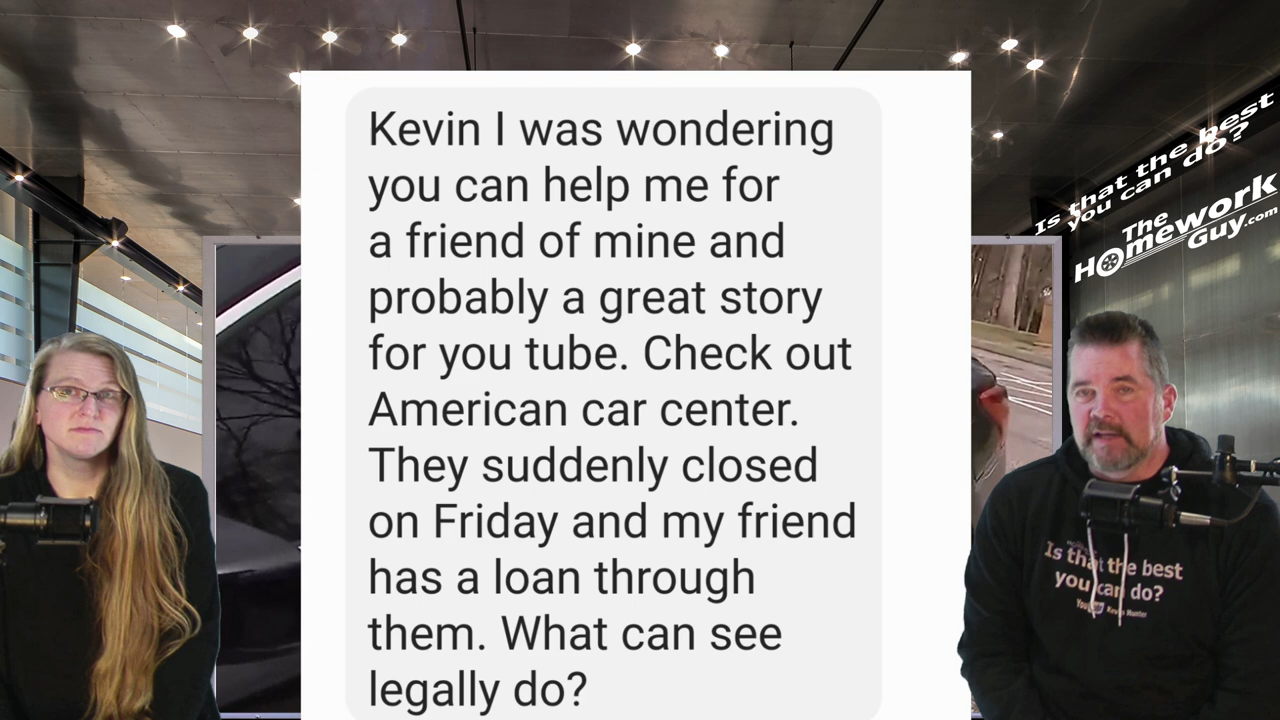 Kevin I was wondering
you can help me for
a friend of mine and
probably a great story
for you tube. Check out
American car center.
They suddenly closed
on Friday and my friend
has a loan through
them. What can see
legally do?
Is that the best
you can do?
The
Homework
Guy.com
Is that the best
you can do?
Kevin Hunter